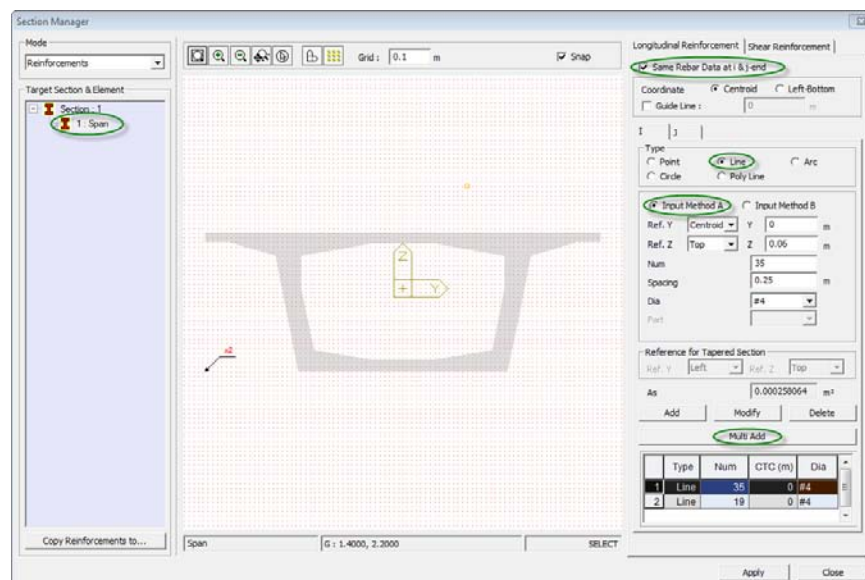 Section Manager
Mode
Reinforcements
Target Section & Element
Section : 1
1 : Span
Copy Reinforcements to...
Grid : 0.1 m
Snap
Z
Y
xZ
Span G : 1.4000, 2.2000 SELECT
Longitudinal Reinforcement Shear Reinforcement
Same Rebar Data at i & j-end
Coordinate Centroid Left-Bottom
Guide Line : 0 m
I J
Type
Point Line Arc
Circle Poly Line
Input Method A Input Method B
Ref. Y Centroid Y 0 m
Ref. Z Top Z 0.06 m
Num 35
Spacing 0.25 m
Dia #4
Part
Reference for Tapered Section
Ref. Y Left Ref. Z Top
As 0.000258064 m²
Add Modify Delete
Multi Add
Type Num CTC (m) Dia
1 Line 35 0 #4
2 Line 19 0 #4
Apply Close